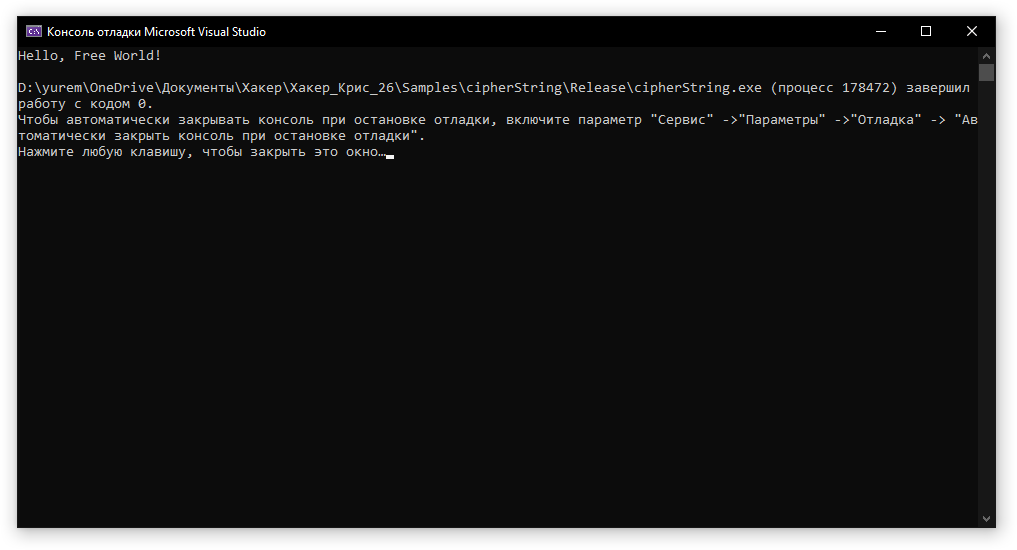 Консоль отладки Microsoft Visual Studio
Hello, Free World!
D:\yurem\OneDrive\Документы\Хакер\Хакер_Крис_26\Samples\cipherString\Release\cipherString.exe (процесс 178472) завершил
работу с кодом 0.
Чтобы автоматически закрывать консоль при остановке отладки, включите параметр "Сервис" ->"Параметры" ->"Отладка" -> "Ав
томатически закрыть консоль при остановке отладки".
Нажмите любую клавишу, чтобы закрыть это окно…